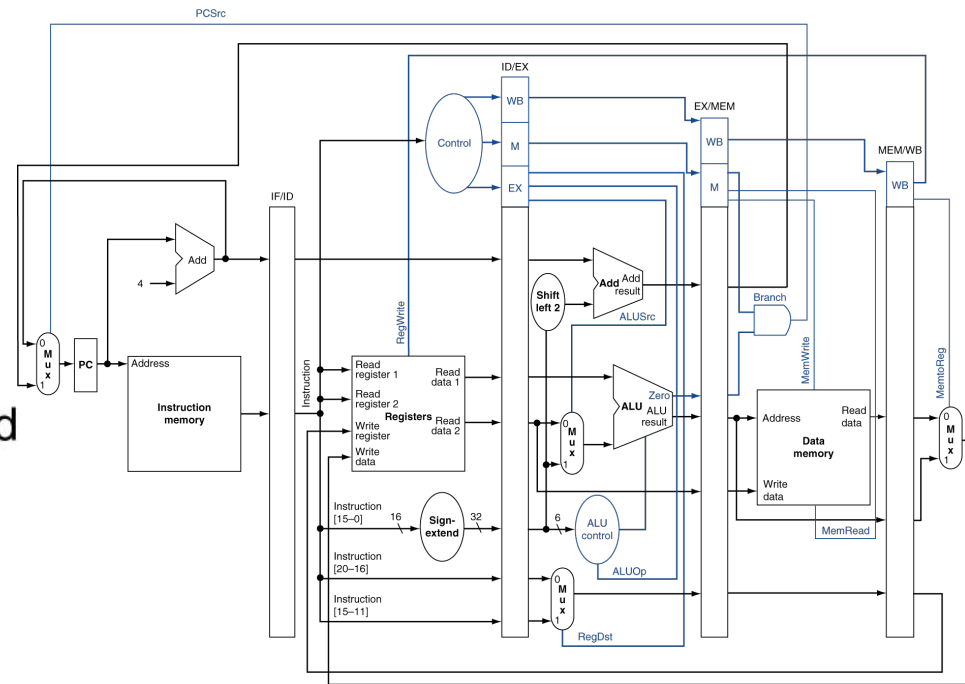 PCSrc
ID/EX
WB
EX/MEM
Control
M
WB
MEM/WB
EX
M
WB
IF/ID
Add
4
Shift
left 2
Add
Add
result
ALUSrc
Branch
RegWrite
MemWrite
MemtoReg
0
M
u
x
1
PC
Address
Instruction
memory
Instruction
Read
register 1
Read
data 1
Read
register 2
Registers
Write
register
Read
data 2
Write
data
0
M
u
x
1
Zero
ALU
ALU
result
Address
Read
data
Data
memory
Write
data
MemRead
0
M
u
x
1
d
Instruction
[15–0]
16
Sign-
extend
32
6
ALU
control
ALUOp
Instruction
[20–16]
Instruction
[15–11]
0
M
u
x
1
RegDst